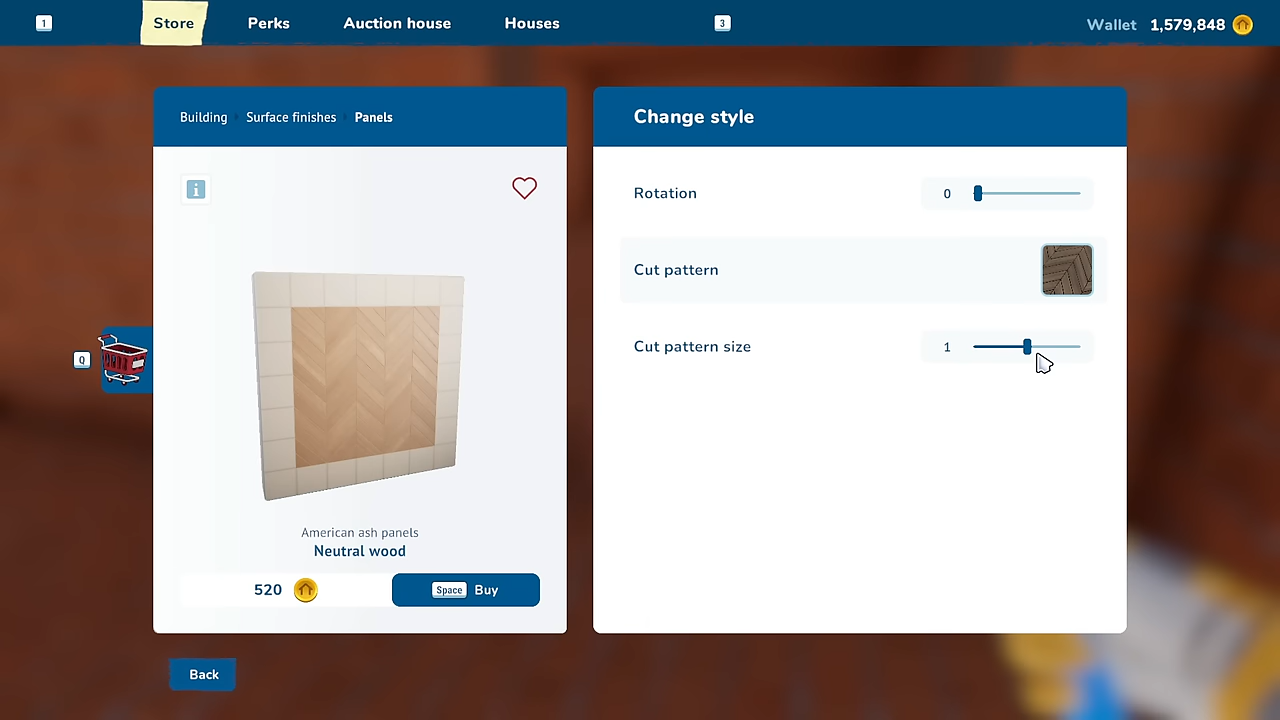 1
Store
Perks
Auction house
Houses
3
Wallet 1,579,848
Building Surface finishes Panels
i
Change style
Rotation
0
Cut pattern
Cut pattern size
1
Q
American ash panels
Neutral wood
520
Space Buy
Back